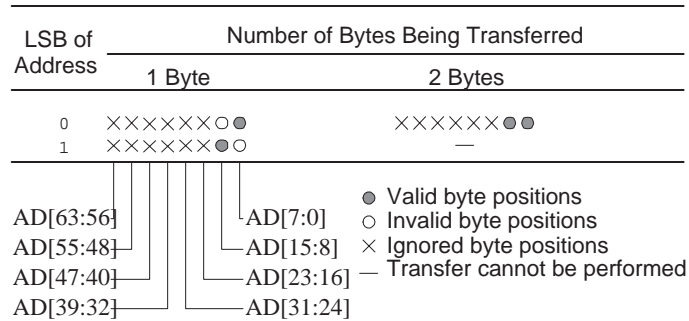 LSB of Address
Number of Bytes Being Transferred
1 Byte
2 Bytes
0 ××××××○● ××××××●●
1 ××××××●○ —
AD[63:56] AD[7:0]
AD[55:48] AD[15:8]
AD[47:40] AD[23:16]
AD[39:32] AD[31:24]
● Valid byte positions
○ Invalid byte positions
× Ignored byte positions
— Transfer cannot be performed